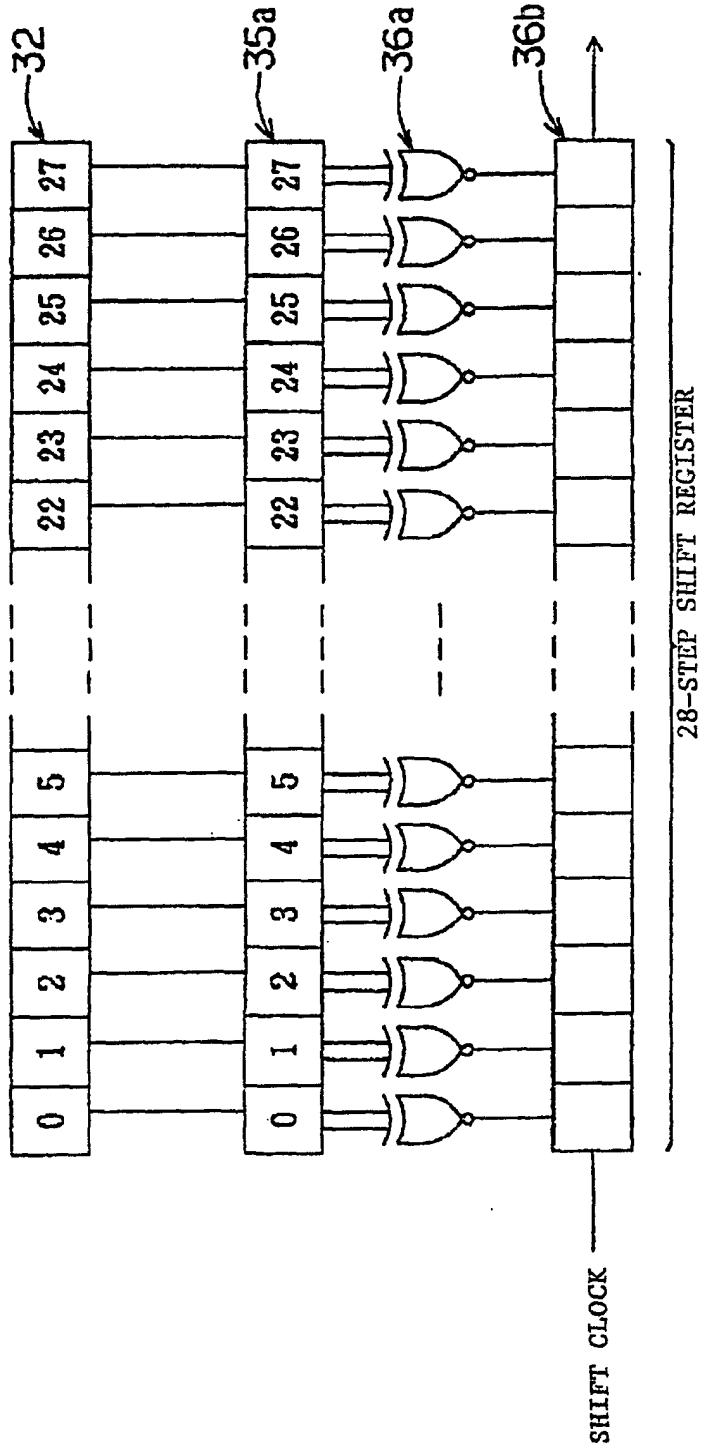 0 1 2 3 4 5 22 23 24 25 26 27 32
0 1 2 3 4 5 22 23 24 25 26 27 35a
36a
36b
SHIFT CLOCK
28-STEP SHIFT REGISTER